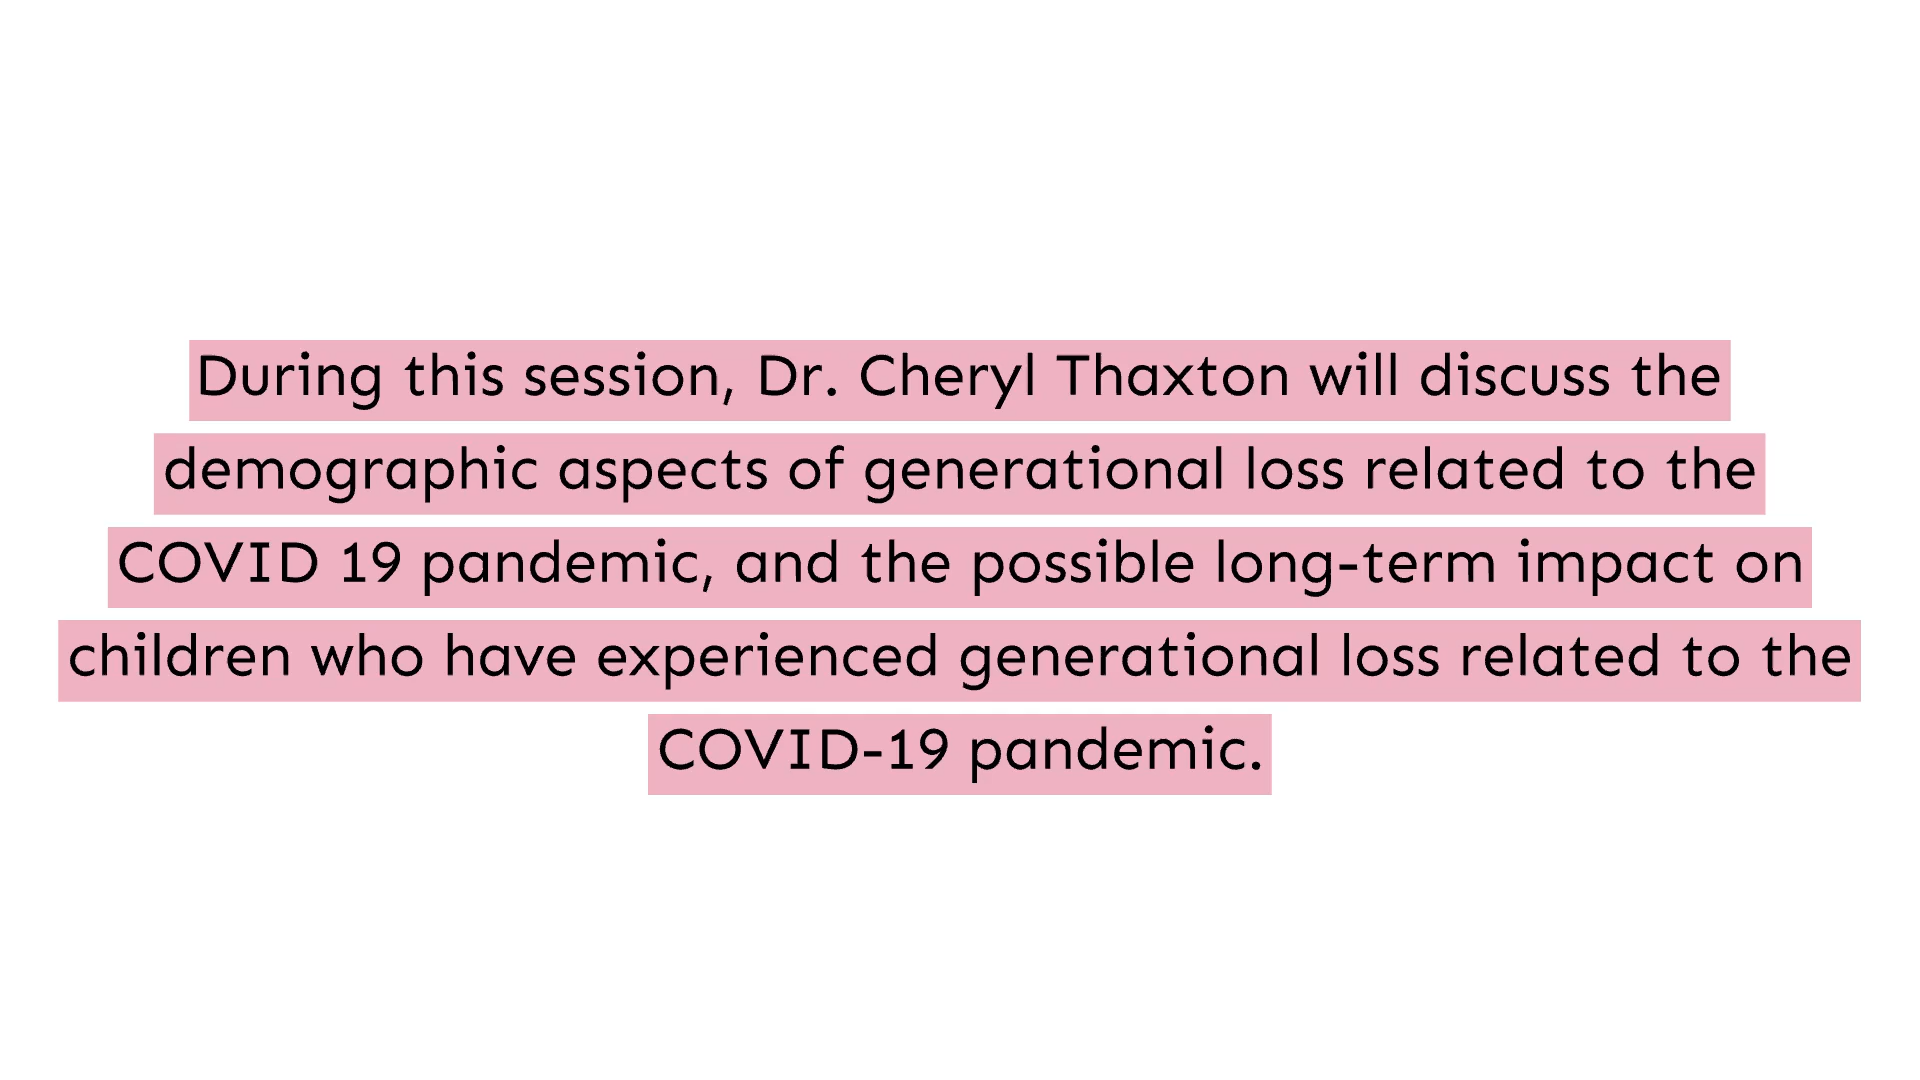 During this session, Dr. Cheryl Thaxton will discuss the
demographic aspects of generational loss related to the
COVID 19 pandemic, and the possible long-term impact on
children who have experienced generational loss related to the
COVID-19 pandemic.